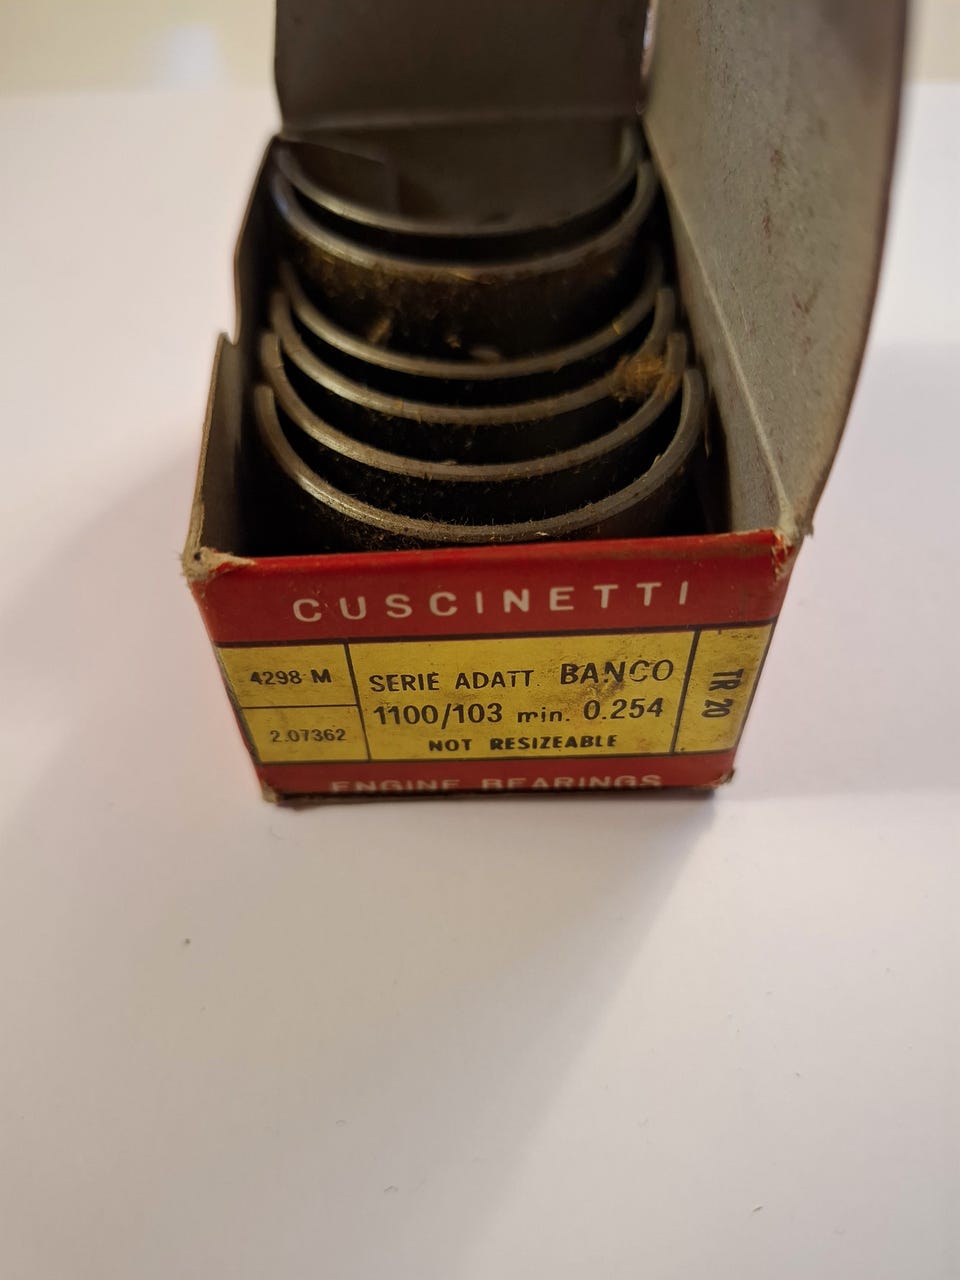 CUSCINETTI
4298 M
2.07362
SERIE ADATT. BANCO
1100/103 min. 0.254
NOT RESIZEABLE
TR 20
ENGINE BEARINGS